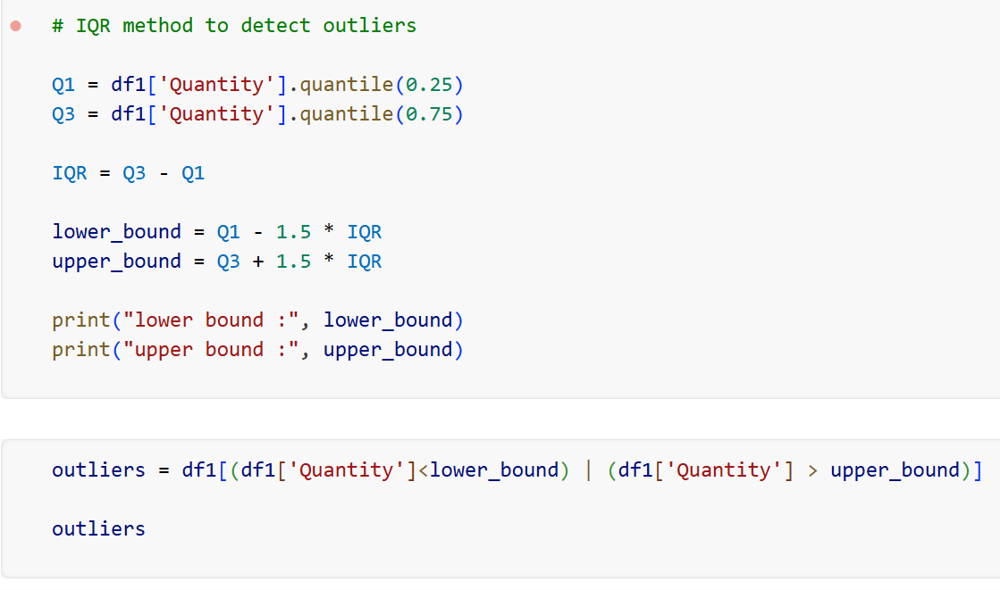 # IQR method to detect outliers
Q1 = df1['Quantity'].quantile(0.25)
Q3 = df1['Quantity'].quantile(0.75)
IQR = Q3 - Q1
lower_bound = Q1 - 1.5 * IQR
upper_bound = Q3 + 1.5 * IQR
print("lower bound :", lower_bound)
print("upper bound :", upper_bound)
outliers = df1[(df1['Quantity']<lower_bound) | (df1['Quantity'] > upper_bound)]
outliers